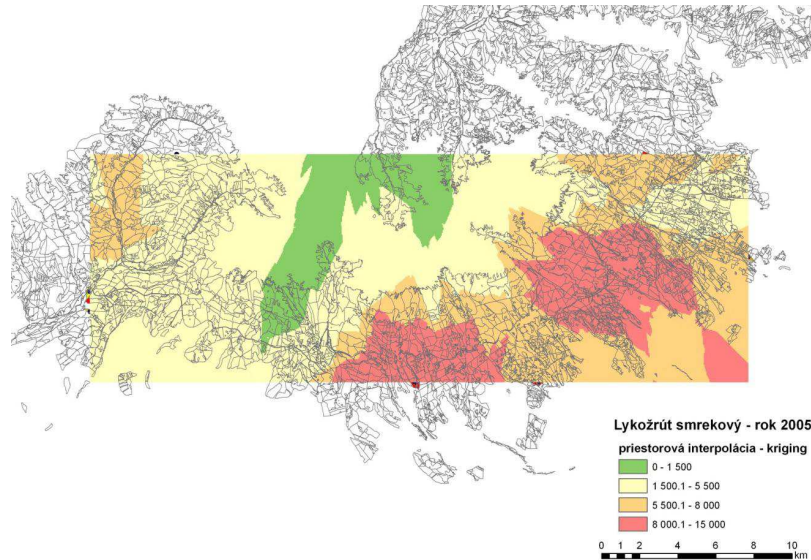 Lykožrút smrekový - rok 2005
priestorová interpolácia - kriging
0 - 1 500
1 500.1 - 5 500
5 500.1 - 8 000
8 000.1 - 15 000
0 1 2 4 6 8 10
km